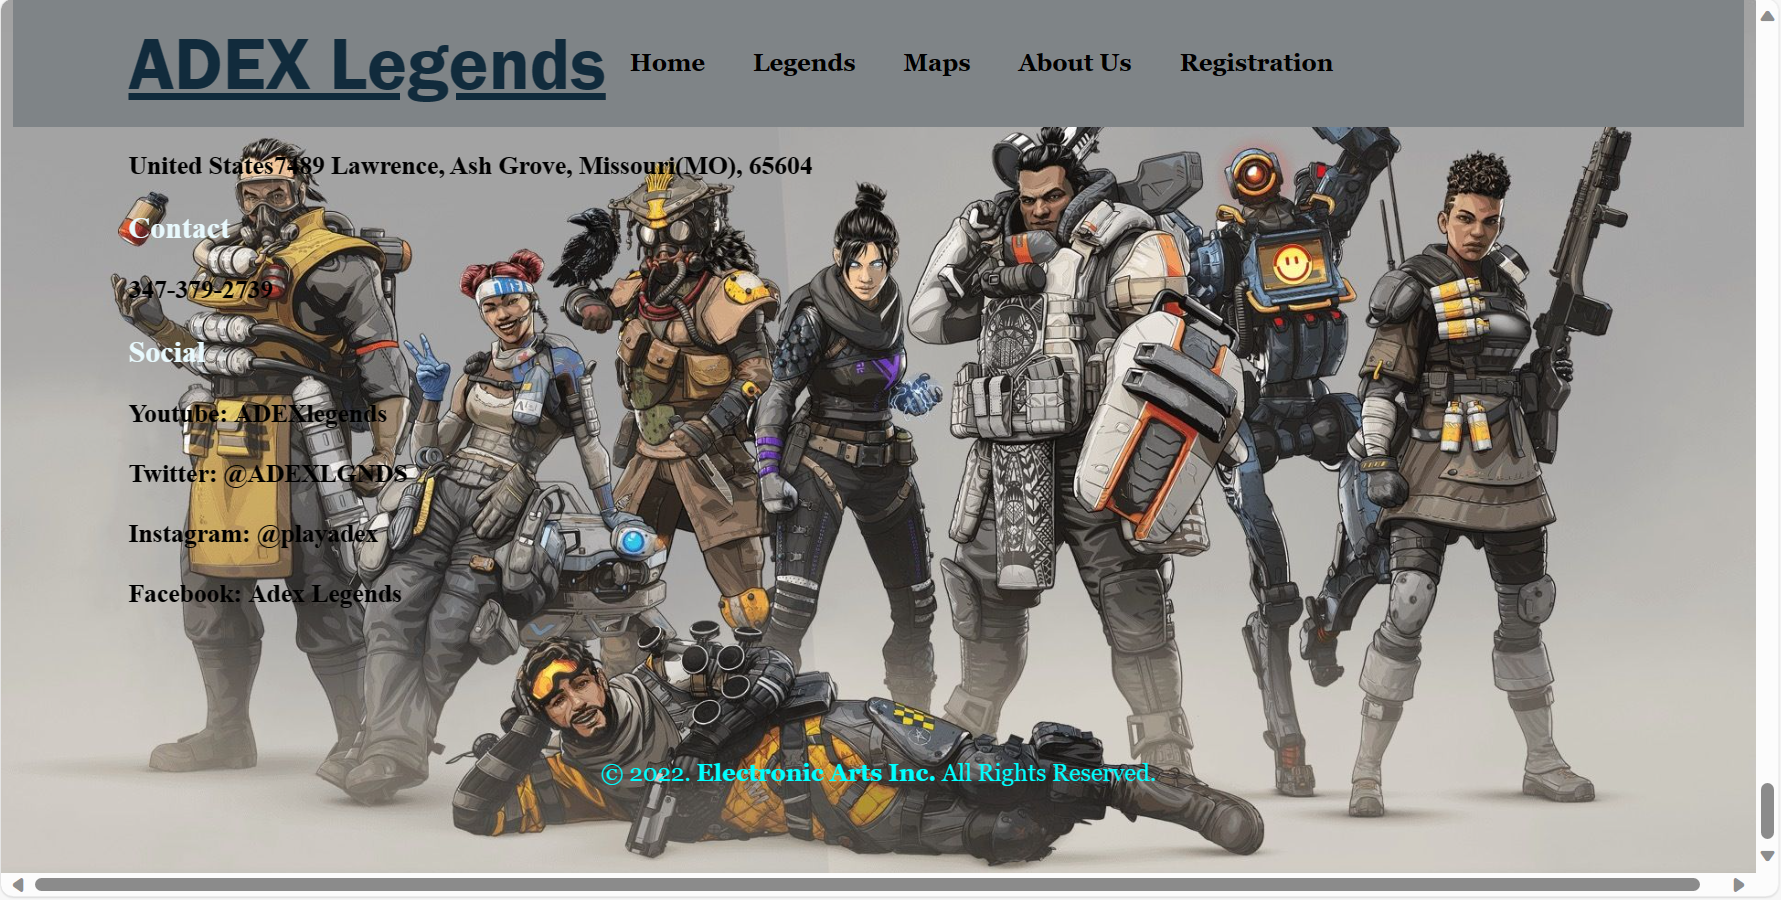 ADEX Legends Home Legends Maps About Us Registration
United States7489 Lawrence, Ash Grove, Missouri(MO), 65604
Contact
347-379-2739
Social
Youtube: ADEXlegends
Twitter: @ADEXLGNDS
Instagram: @playadex
Facebook: Adex Legends
© 2022. Electronic Arts Inc. All Rights Reserved.